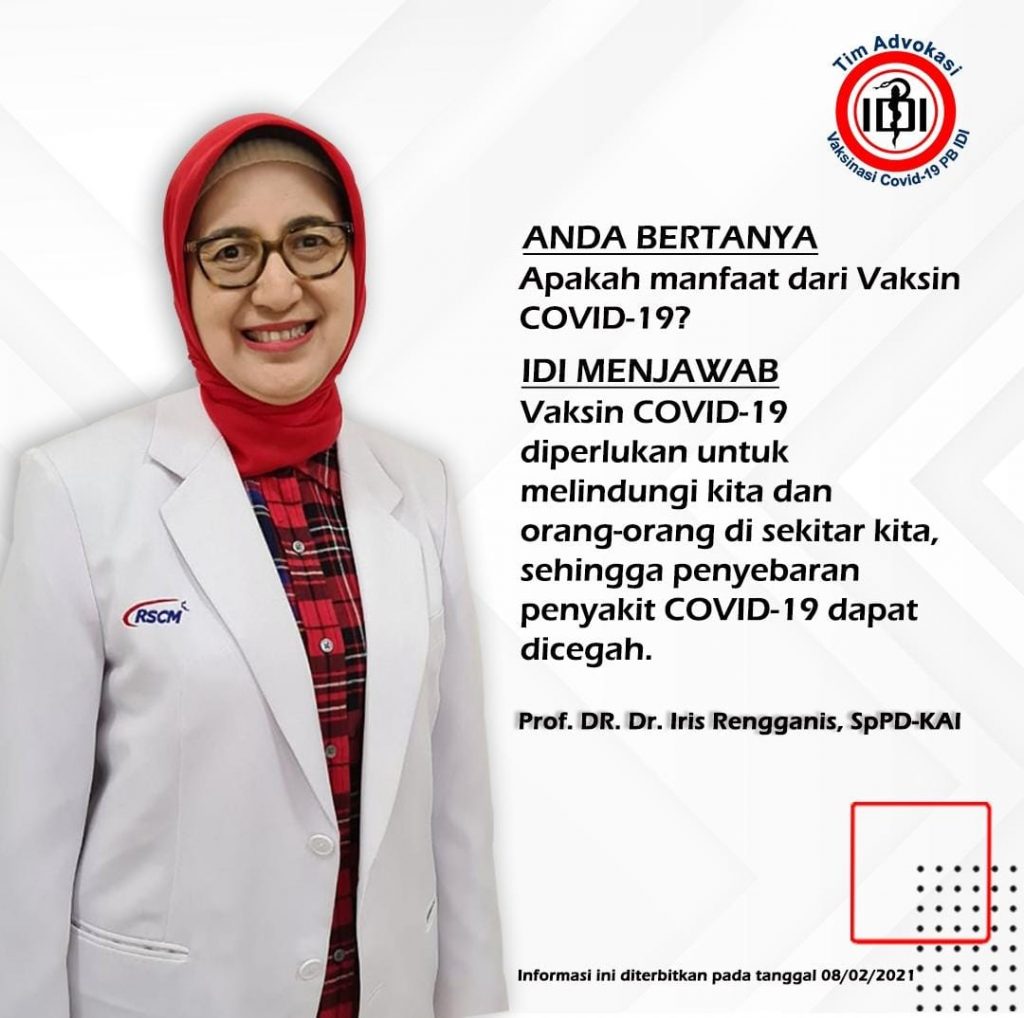 Tim Advokasi
IDI
Vaksinasi Covid-19 PB IDI
ANDA BERTANYA
Apakah manfaat dari Vaksin
COVID-19?
IDI MENJAWAB
Vaksin COVID-19
diperlukan untuk
melindungi kita dan
orang-orang di sekitar kita,
sehingga penyebaran
penyakit COVID-19 dapat
dicegah.
RSCM
Prof. DR. Dr. Iris Rengganis, SpPD-KAI
Informasi ini diterbitkan pada tanggal 08/02/2021